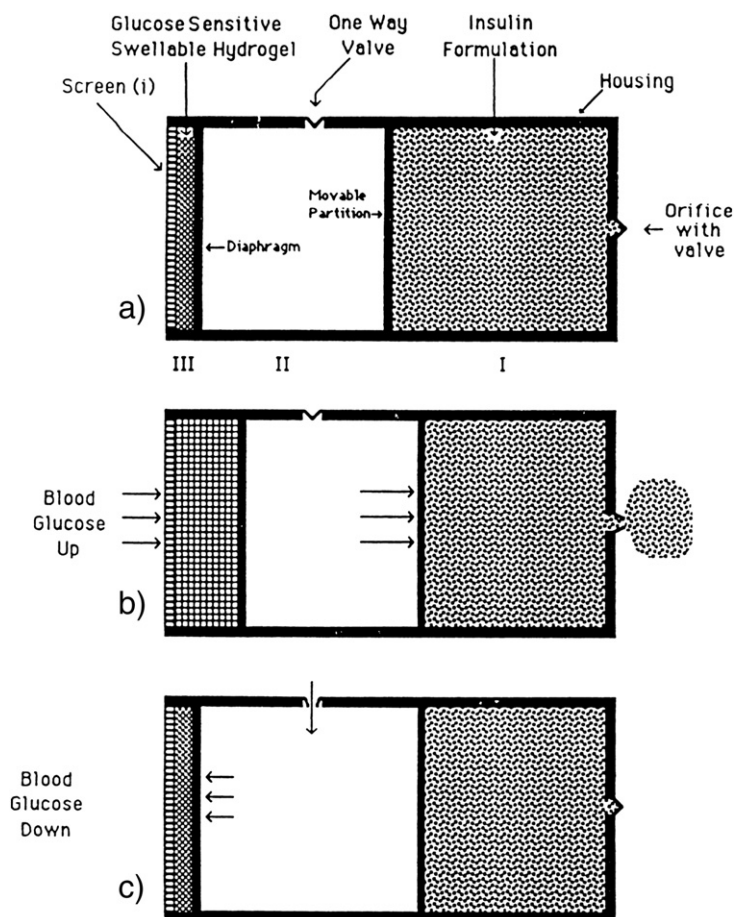 Glucose Sensitive
Swellable Hydrogel
One Way
Valve
Insulin
Formulation
Screen (i)
Housing
Movable
Partition→
Orifice
← with
valve
←Diaphragm
a)
III
II
I
Blood
Glucose
Up
b)
Blood
Glucose
Down
c)